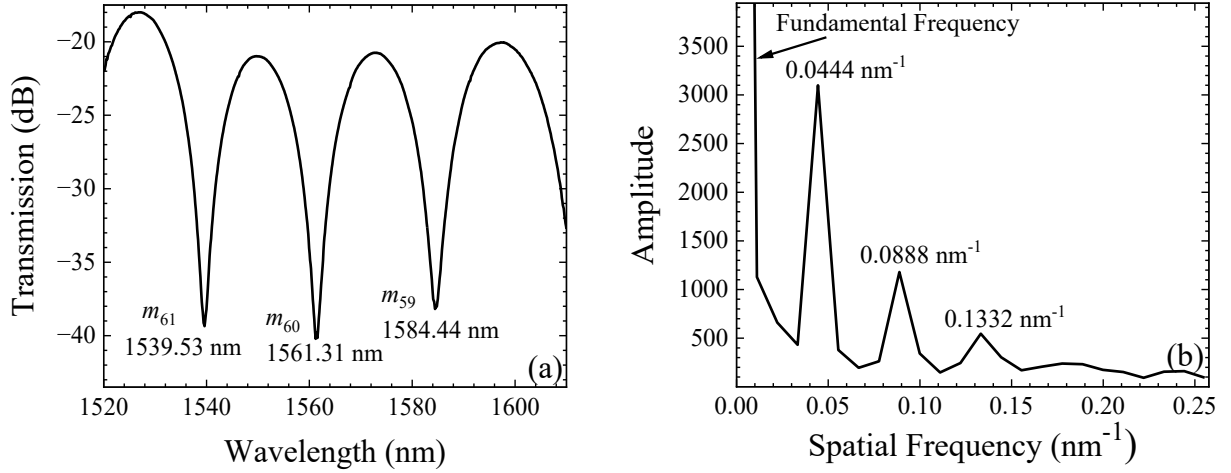 Transmission (dB)
−20
−25
−30
−35
−40
m61
1539.53 nm
m60
1561.31 nm
m59
1584.44 nm
(a)
1520 1540 1560 1580 1600
Wavelength (nm)
Amplitude
3500
3000
2500
2000
1500
1000
500
Fundamental Frequency
0.0444 nm-1
0.0888 nm-1
0.1332 nm-1
(b)
0.00 0.05 0.10 0.15 0.20 0.25
Spatial Frequency (nm-1)